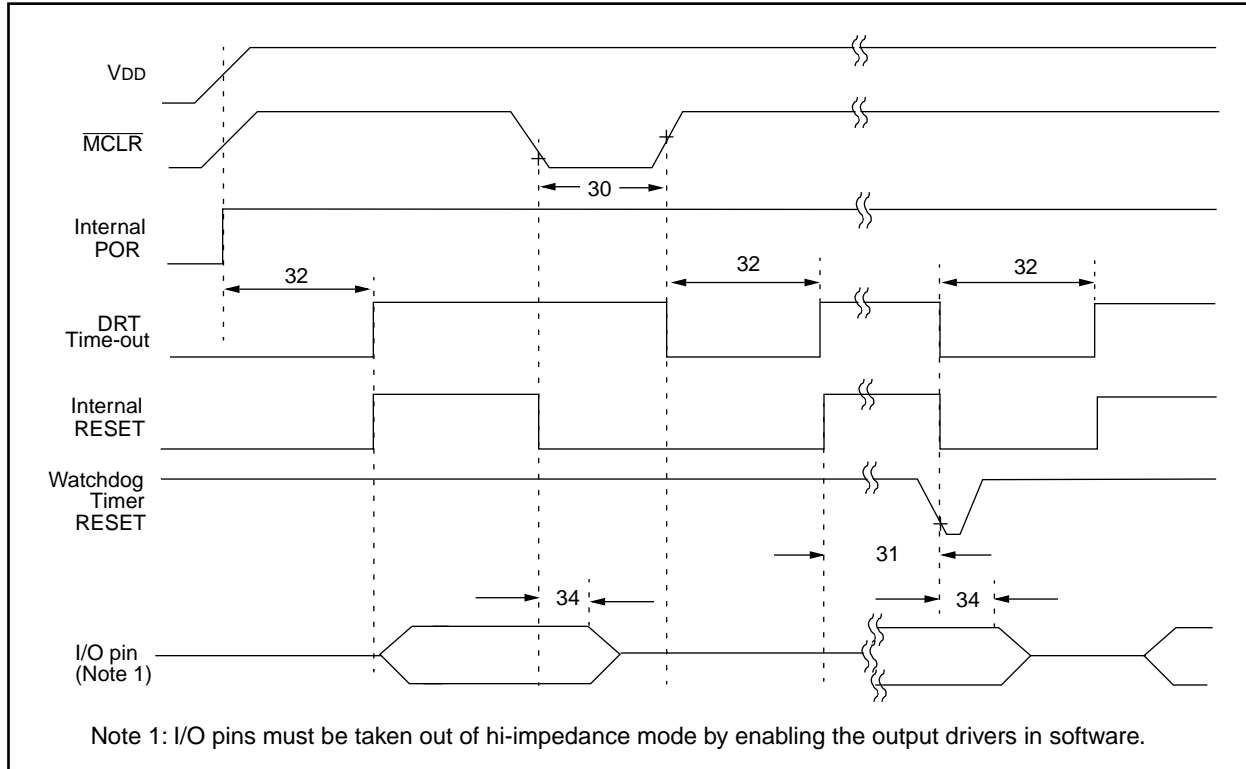 VDD
MCLR
30
Internal
POR
32
32
32
DRT
Time-out
Internal
RESET
Watchdog
Timer
RESET
31
34
34
I/O pin
(Note 1)
Note 1: I/O pins must be taken out of hi-impedance mode by enabling the output drivers in software.